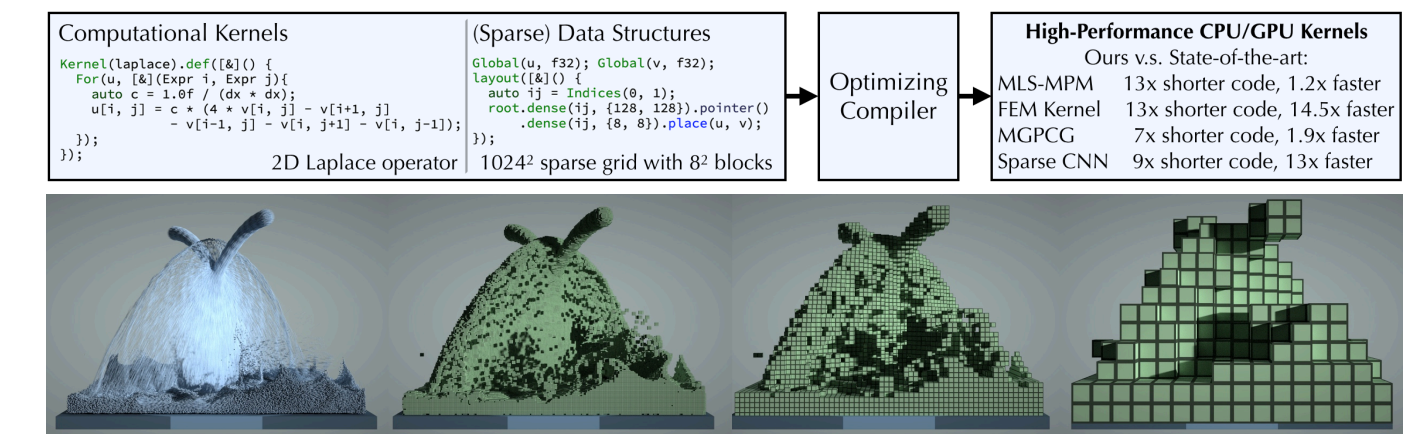 Computational Kernels
Kernel(laplace).def([&]() {
For(u, [&](Expr i, Expr j){
auto c = 1.0f / (dx * dx);
u[i, j] = c * (4 * v[i, j] - v[i+1, j]
- v[i-1, j] - v[i, j+1] - v[i, j-1]);
});
});
2D Laplace operator
(Sparse) Data Structures
Global(u, f32); Global(v, f32);
layout([&]() {
auto ij = Indices(0, 1);
root.dense(ij, {128, 128}).pointer()
.dense(ij, {8, 8}).place(u, v);
});
1024² sparse grid with 8² blocks
Optimizing
Compiler
High-Performance CPU/GPU Kernels
Ours v.s. State-of-the-art:
MLS-MPM 13x shorter code, 1.2x faster
FEM Kernel 13x shorter code, 14.5x faster
MGPCG 7x shorter code, 1.9x faster
Sparse CNN 9x shorter code, 13x faster